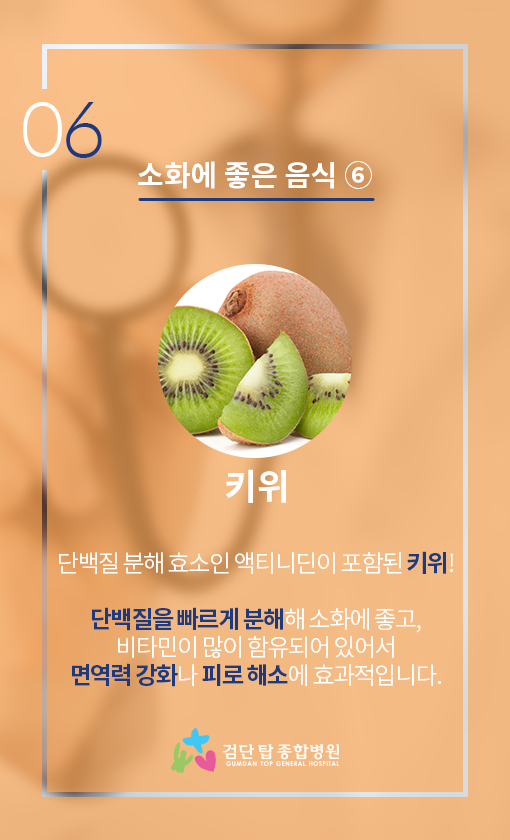 06
소화에 좋은 음식 ⑥
키위
단백질 분해 효소인 액티니딘이 포함된 키위!
단백질을 빠르게 분해해 소화에 좋고,
비타민이 많이 함유되어 있어서
면역력 강화나 피로 해소에 효과적입니다.
검단 탑 종합병원
GUMDAN TOP GENERAL HOSPITAL